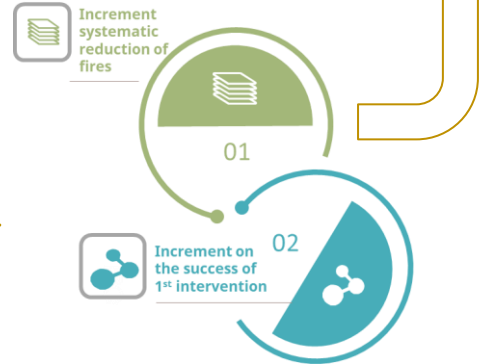 Increment
systematic
reduction of
fires
01
02
Increment on
the success of
1st intervention